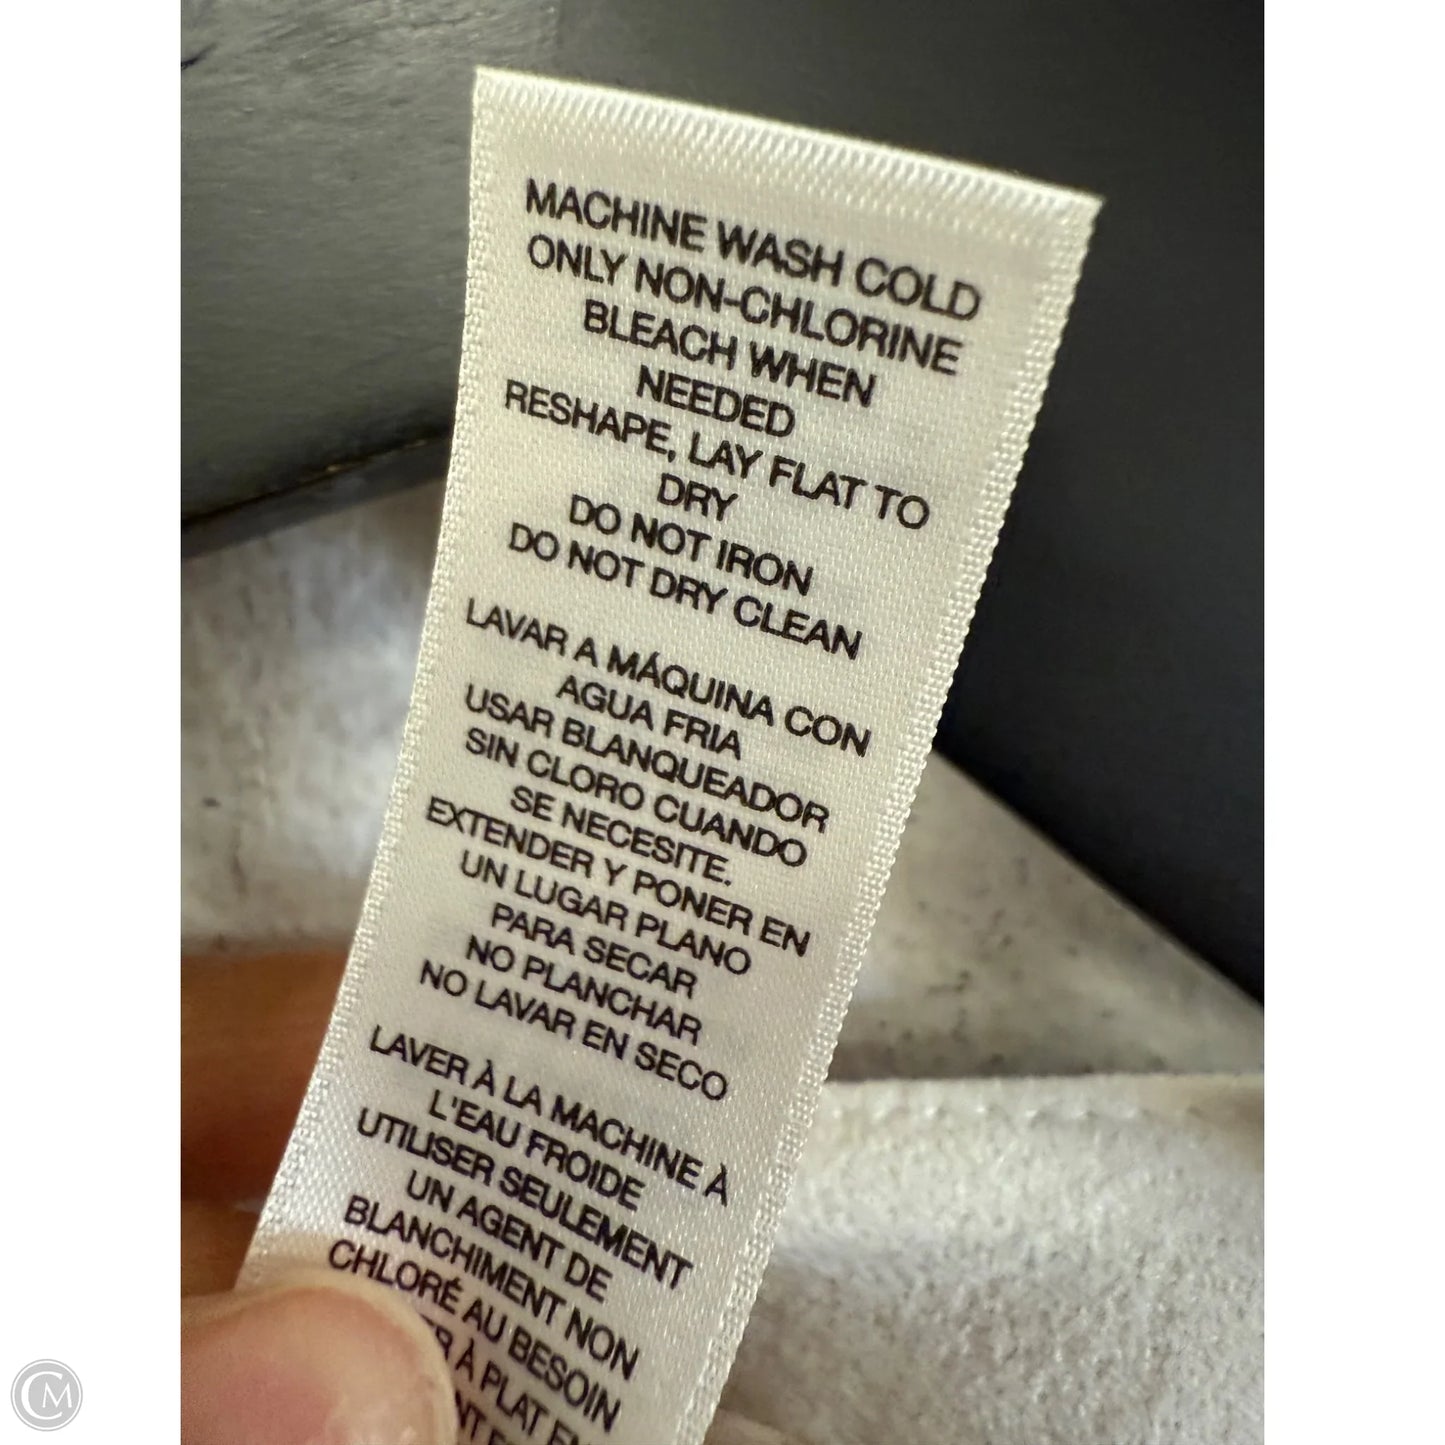 MACHINE WASH COLD
ONLY NON-CHLORINE
BLEACH WHEN
NEEDED
RESHAPE, LAY FLAT TO
DRY
DO NOT IRON
DO NOT DRY CLEAN
LAVAR A MÁQUINA CON
AGUA FRIA
USAR BLANQUEADOR
SIN CLORO CUANDO
SE NECESITE.
EXTENDER Y PONER EN
UN LUGAR PLANO
PARA SECAR
NO PLANCHAR
NO LAVAR EN SECO
LAVER À LA MACHINE À
L'EAU FROIDE
UTILISER SEULEMENT
UN AGENT DE
BLANCHIMENT NON
CHLORÉ AU BESOIN
À PLAT
CM